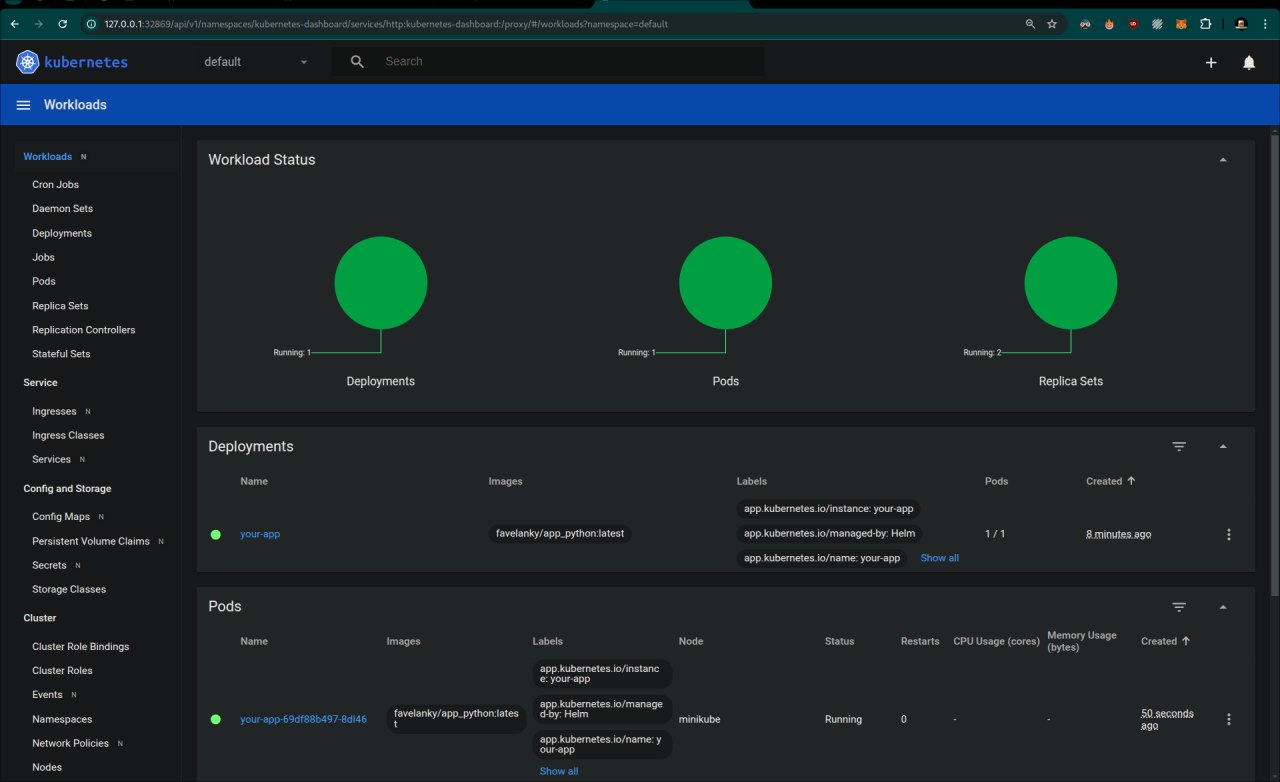 127.0.0.1:32869/api/v1/namespaces/kubernetes-dashboard/services/http:kubernetes-dashboard:/proxy/#/workloads?namespace=default
kubernetes
default
Search
Workloads
Workloads N
Cron Jobs
Daemon Sets
Deployments
Jobs
Pods
Replica Sets
Replication Controllers
Stateful Sets
Service
Ingresses N
Ingress Classes
Services N
Config and Storage
Config Maps N
Persistent Volume Claims N
Secrets N
Storage Classes
Cluster
Cluster Role Bindings
Cluster Roles
Events N
Namespaces
Network Policies N
Nodes
Workload Status
Running: 1
Deployments
Running: 1
Pods
Running: 2
Replica Sets
Deployments
Name Images Labels Pods Created
your-app favelanky/app_python:latest
app.kubernetes.io/instance: your-app
app.kubernetes.io/managed-by: Helm
app.kubernetes.io/name: your-app Show all
1 / 1 8 minutes ago
Pods
Name Images Labels Node Status Restarts CPU Usage (cores) Memory Usage
(bytes) Created
your-app-69df88b497-8dl46
favelanky/app_python:lates
t
app.kubernetes.io/instanc
e: your-app
app.kubernetes.io/manage
d-by: Helm
app.kubernetes.io/name: y
our-app
Show all
minikube Running 0 - -
50 seconds
ago